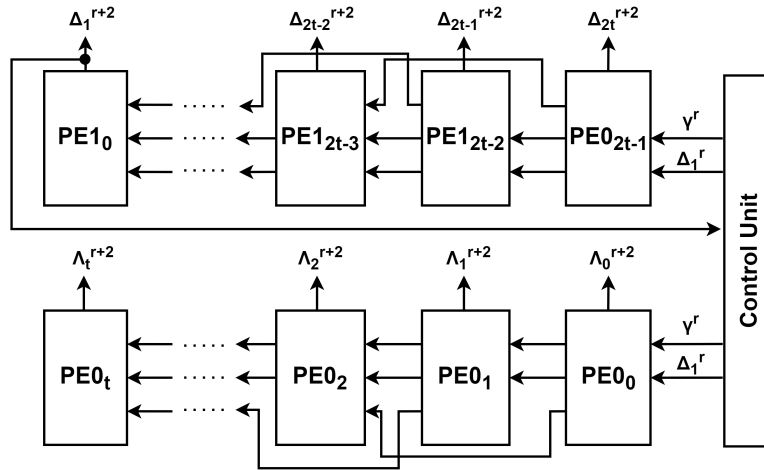 Δ₁ʳ⁺² Δ₂ₜ₋₂ʳ⁺² Δ₂ₜ₋₁ʳ⁺² Δ₂ₜʳ⁺²
PE1₀ ..... PE1₂ₜ₋₃ PE1₂ₜ₋₂ PE0₂ₜ₋₁
.....
.....
γʳ
Δ₁ʳ
Control Unit
Λₜʳ⁺² Λ₂ʳ⁺² Λ₁ʳ⁺² Λ₀ʳ⁺²
PE0ₜ ..... PE0₂ PE0₁ PE0₀
.....
.....
γʳ
Δ₁ʳ